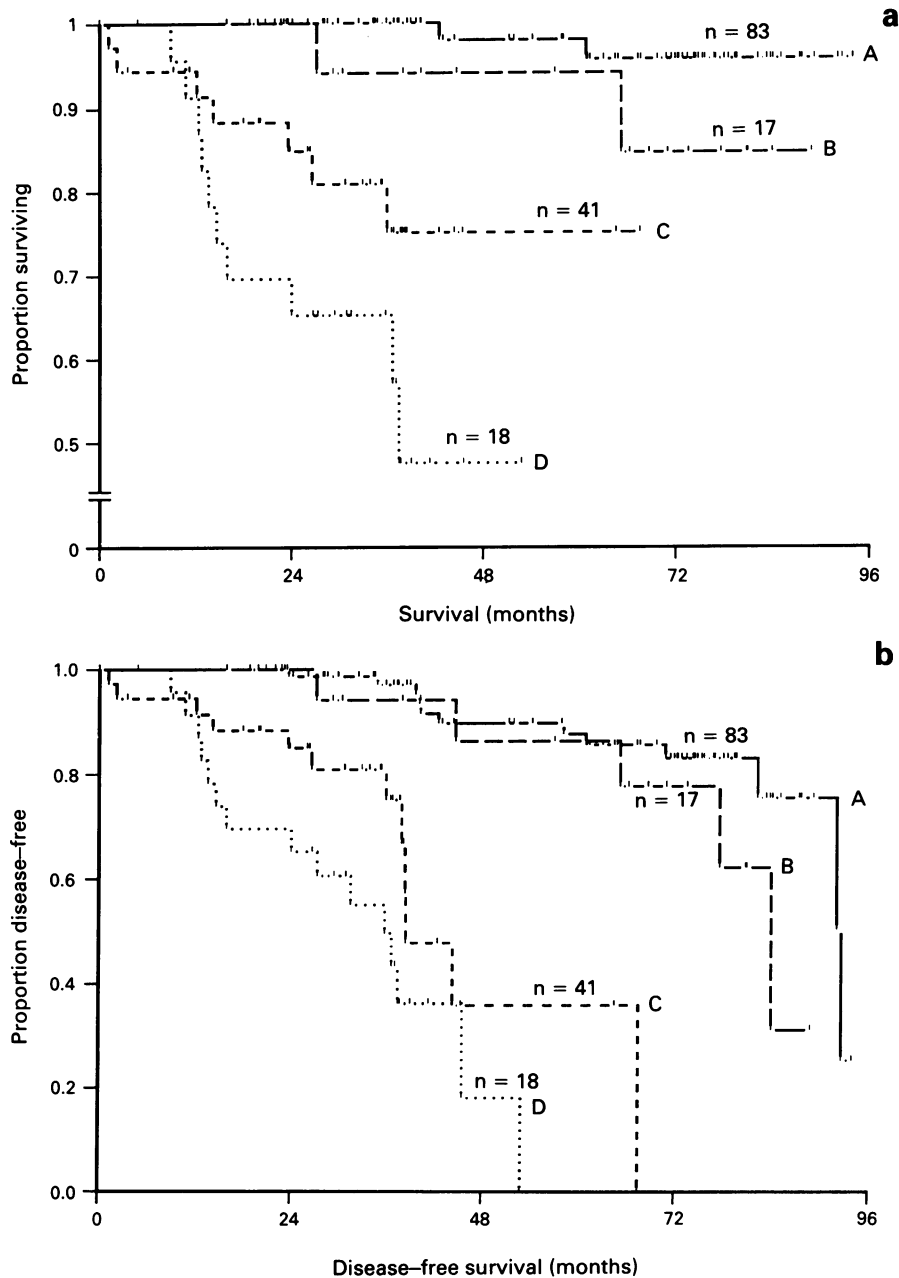 a
1
n = 83
A
0.9
n = 17
B
0.8
n = 41
C
0.7
0.6
0.5
n = 18
D
0
0 24 48 72 96
Survival (months)
Proportion surviving
b
1.0
n = 83
0.8
n = 17
A
B
0.6
0.4
n = 41
C
0.2
n = 18
D
0.0
0 24 48 72 96
Disease–free survival (months)
Proportion disease–free